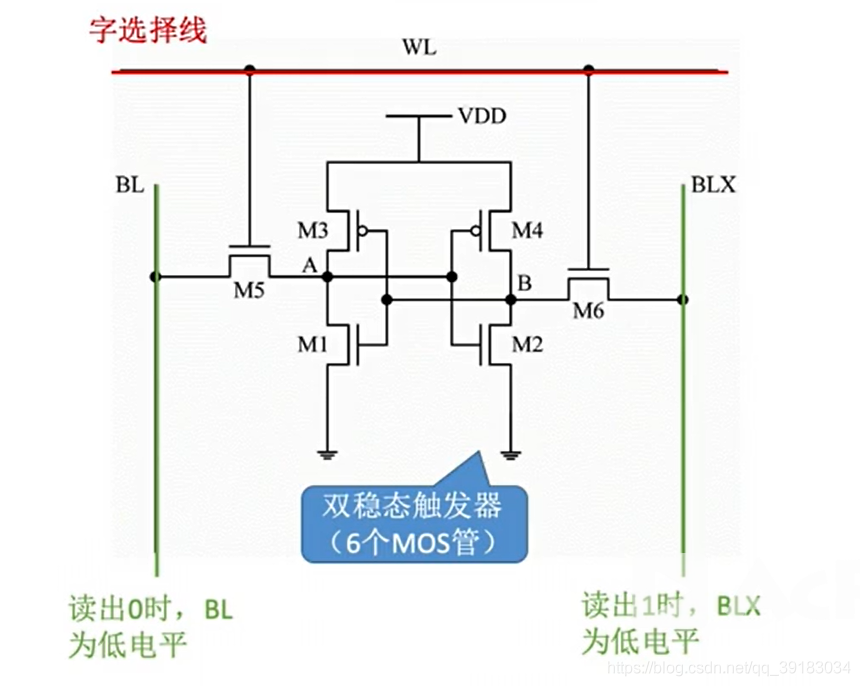 字选择线
WL
VDD
BL
BLX
M3
M4
A
B
M5
M6
M1
M2
双稳态触发器
（6个MOS管）
读出0时，BL
为低电平
读出1时，BLX
为低电平
https://blog.csdn.net/qq_39183034